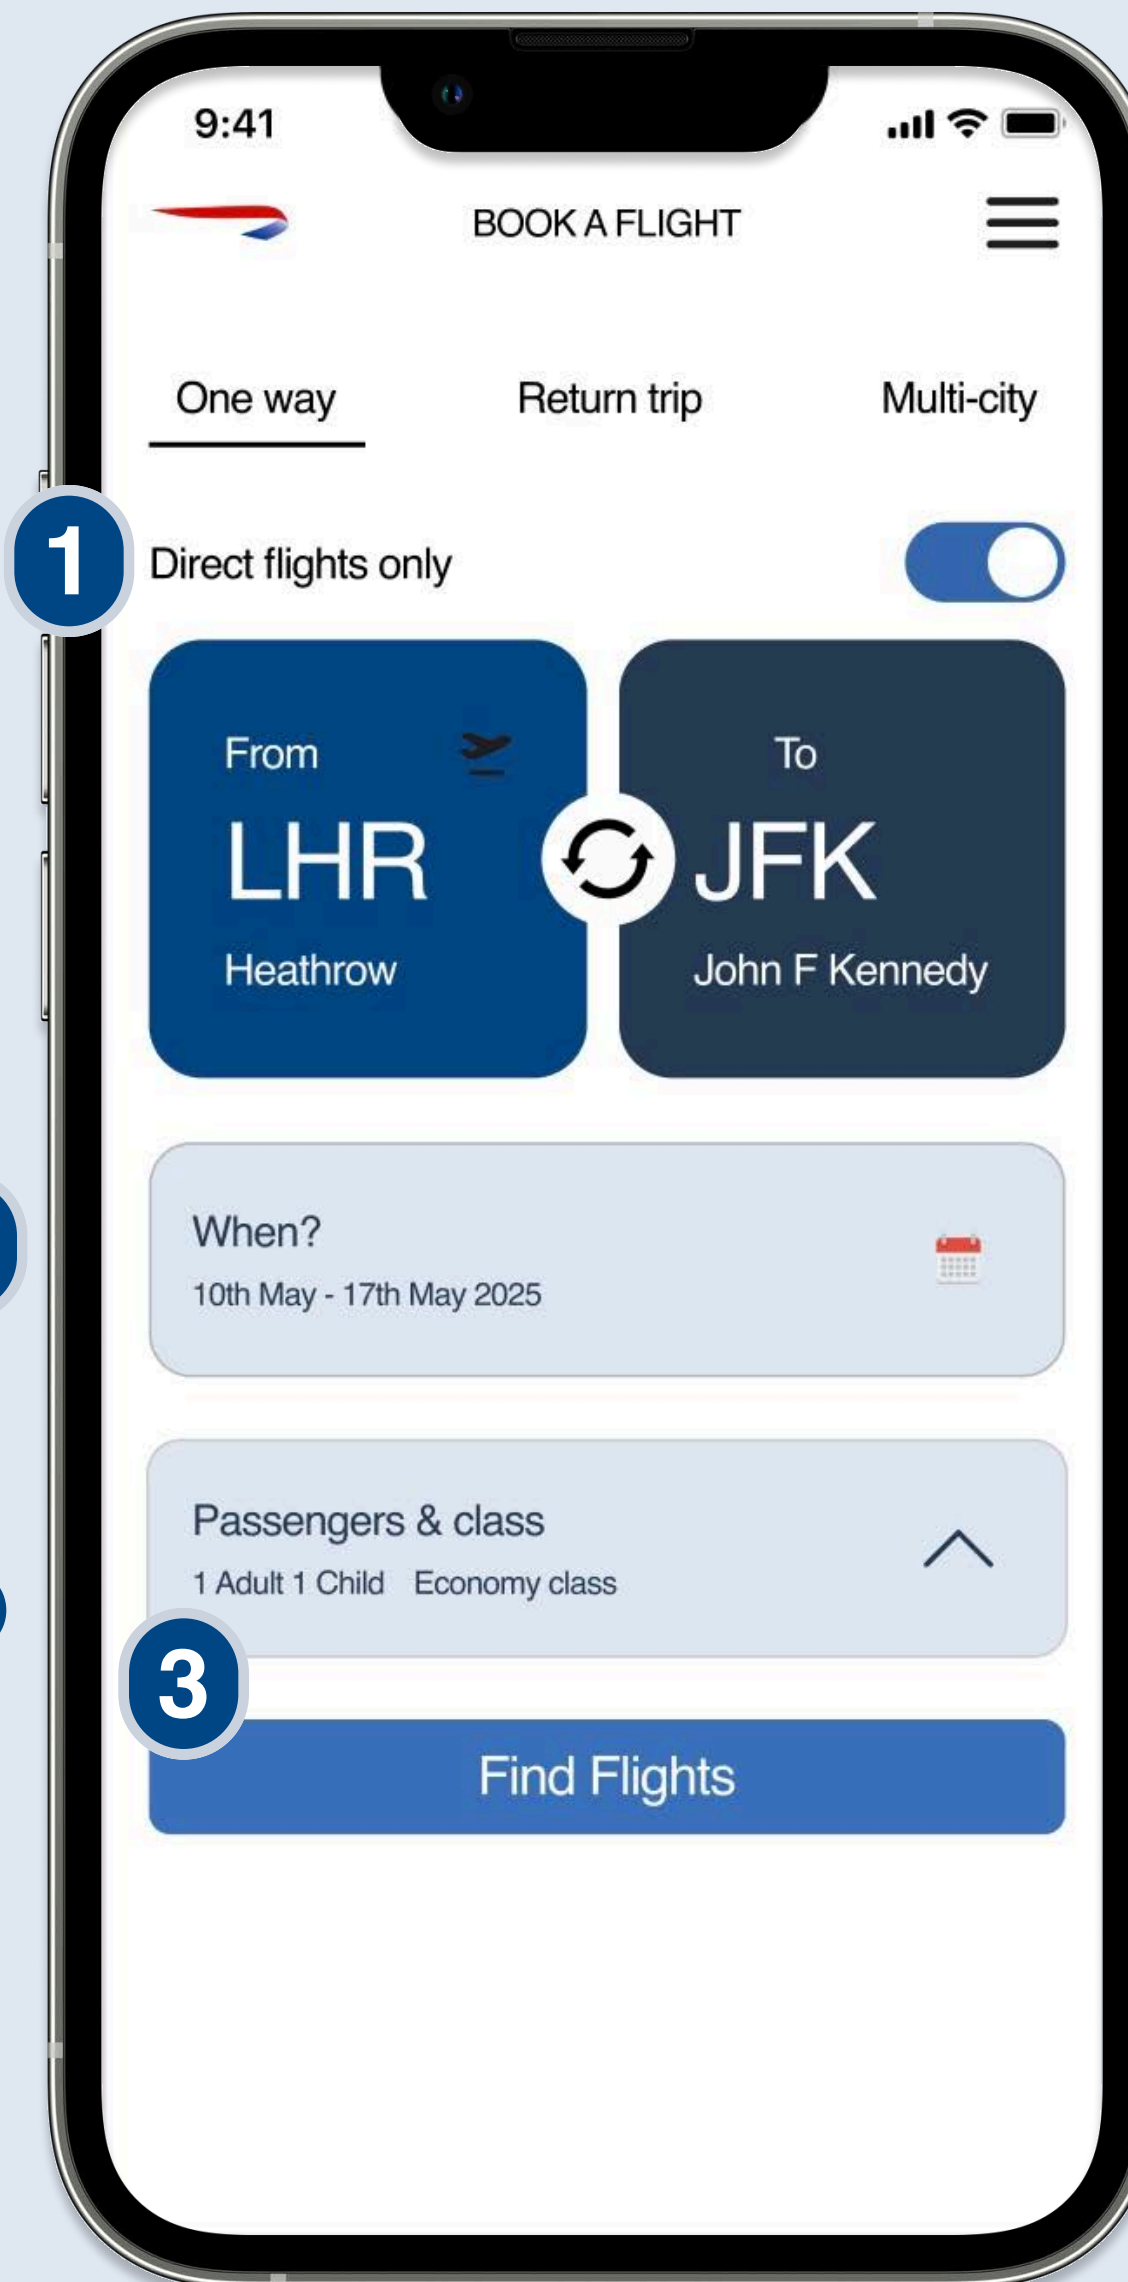 9:41
BOOK A FLIGHT
One way Return trip Multi-city
1
Direct flights only
From To
LHR JFK
Heathrow John F Kennedy
When?
10th May - 17th May 2025
Passengers & class
1 Adult 1 Child Economy class
3
Find Flights